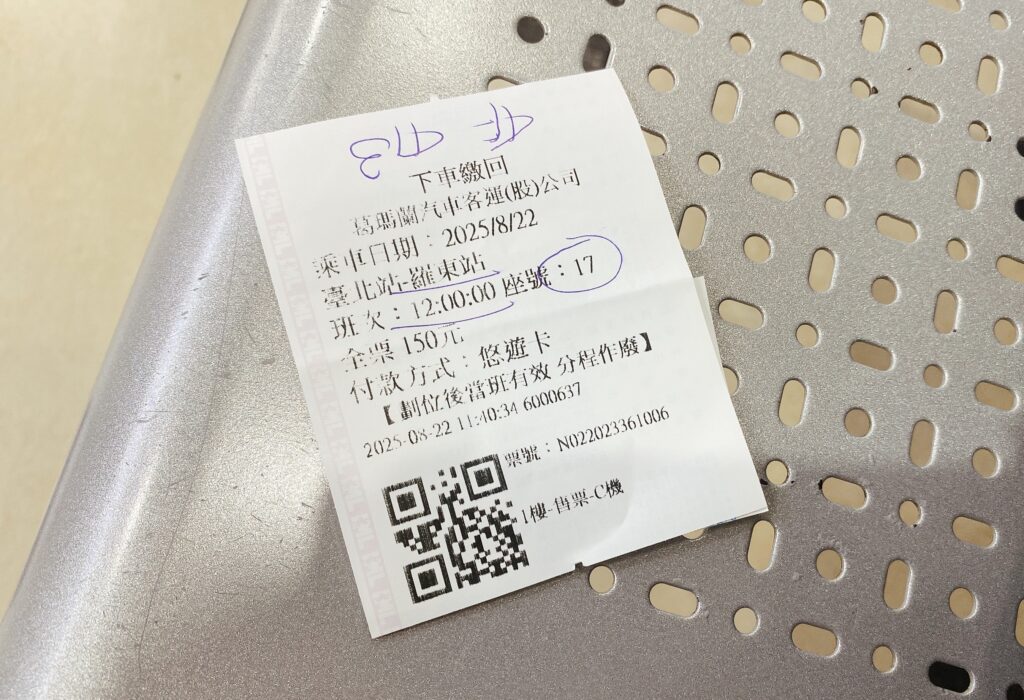 下車繳回
葛瑪蘭汽車客運(股)公司
乘車日期：2025/8/22
臺北站-羅東站
班次：12:00:00 座號：17
全票 150元
付款方式：悠遊卡
【劃位後當班有效 分程作廢】
2025-08-22 11:40:34 6000637
票號：N022023361006
1樓-售票-C機